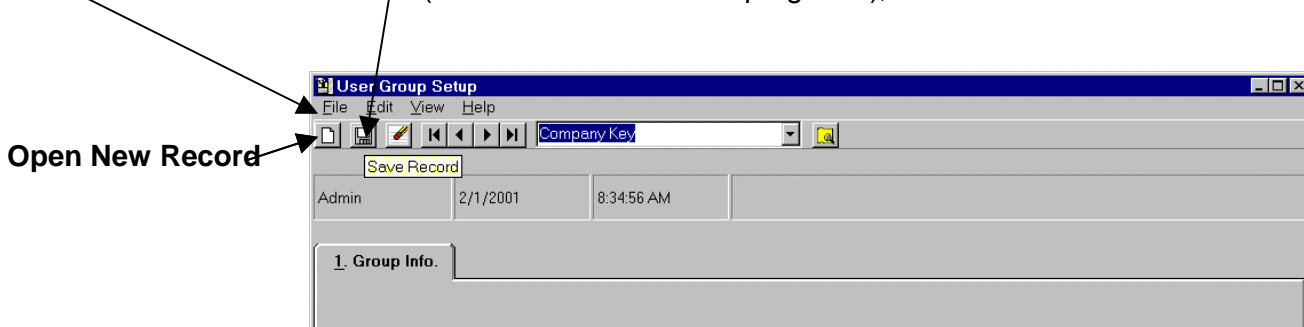 User Group Setup
File Edit View Help
Company Key
Open New Record
Save Record
Admin 2/1/2001 8:34:56 AM
1. Group Info.